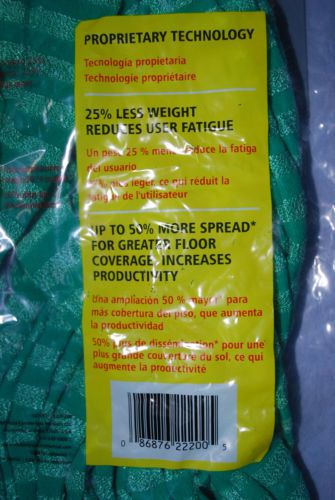 PROPRIETARY TECHNOLOGY
Tecnología propietaria
Technologie propriétaire
25% LESS WEIGHT
REDUCES USER FATIGUE
Un peso 25 % menor reduce la fatiga
del usuario
plus léger, ce qui réduit la
fatigue de l'utilisateur
UP TO 50% MORE SPREAD*
FOR GREATER FLOOR
COVERAGE, INCREASES
PRODUCTIVITY
Una ampliación 50 % mayor* para
más cobertura del piso, que aumenta
la productividad
50% plus de dissémination* pour une
plus grande couverture du sol, ce qui
augmente la productivité
0 86876 22200 5